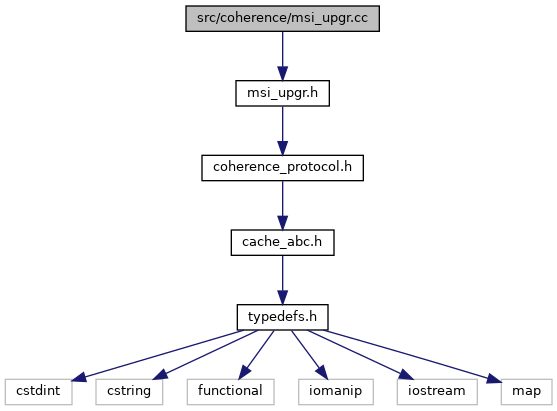 src/coherence/msi_upgr.cc
msi_upgr.h
coherence_protocol.h
cache_abc.h
typedefs.h
cstdint
cstring
functional
iomanip
iostream
map